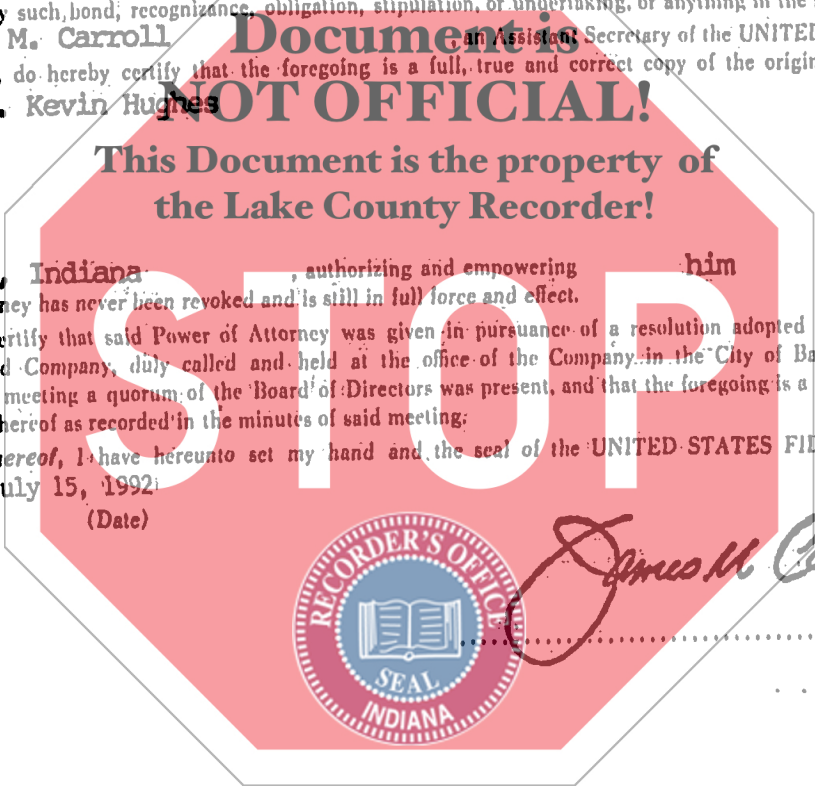 such, bond, recognizance, obligation, stipulation, or undertaking, or anything in the
M. Carroll , an Assistant Secretary of the UNITED
do hereby certify that the foregoing is a full, true and correct copy of the origin
Kevin Hughes
Document is
NOT OFFICIAL!
This Document is the property of
the Lake County Recorder!
Indiana , authorizing and empowering him
ney has never been revoked and is still in full force and effect.
ertify that said Power of Attorney was given in pursuance of a resolution adopted
d Company, duly called and held at the office of the Company in the City of Ba
meeting a quorum of the Board of Directors was present, and that the foregoing is a
hereof as recorded in the minutes of said meeting;
ereof, I have hereunto set my hand and the seal of the UNITED STATES FID
uly 15, 1992
(Date)
STOP
James M
RECORDER'S OFFICE
SEAL
INDIANA